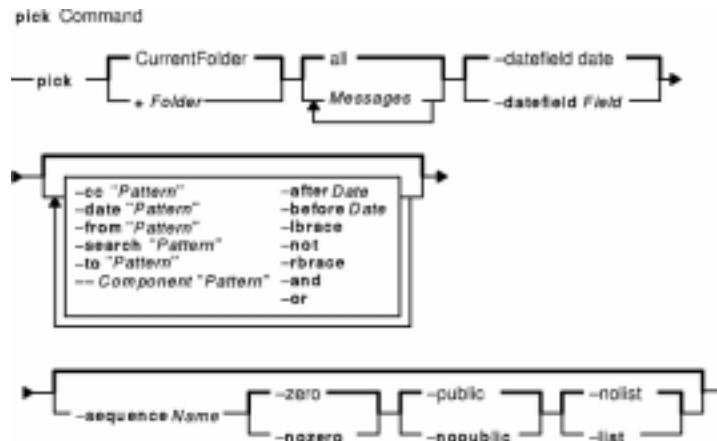 pick Command
CurrentFolder all -datefield date
pick
+ Folder Messages -datefield Field
-cc "Pattern" -after Date
-date "Pattern" -before Date
-from "Pattern" -lbrace
-search "Pattern" -not
-to "Pattern" -rbrace
-- Component "Pattern" -and
-or
-zero -public -nolist
-sequence Name
-nozero -nopublic -list